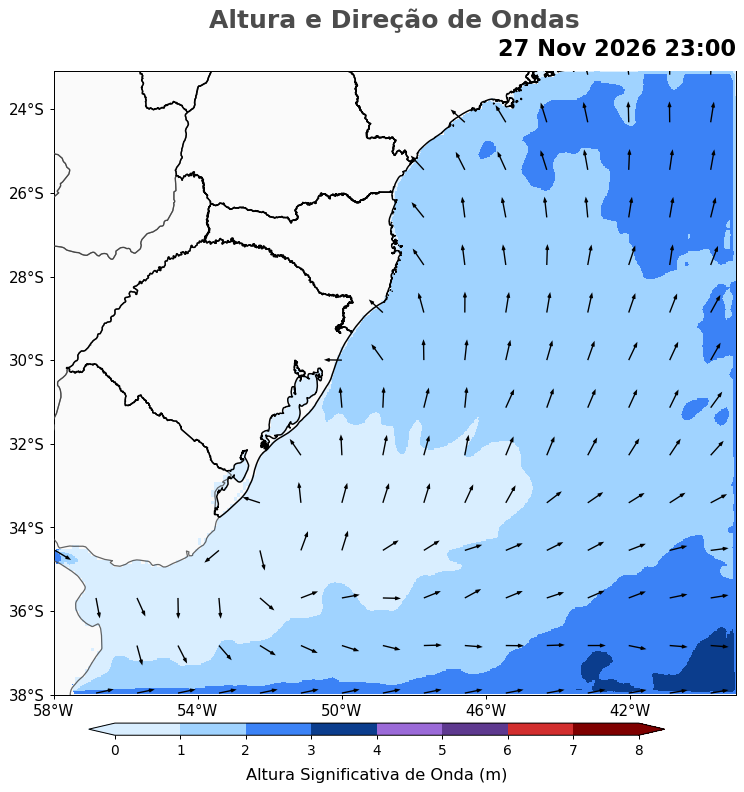 Altura e Direção de Ondas
27 Nov 2026 23:00
24°S
26°S
28°S
30°S
32°S
34°S
36°S
38°S
58°W 54°W 50°W 46°W 42°W
0 1 2 3 4 5 6 7 8
Altura Significativa de Onda (m)